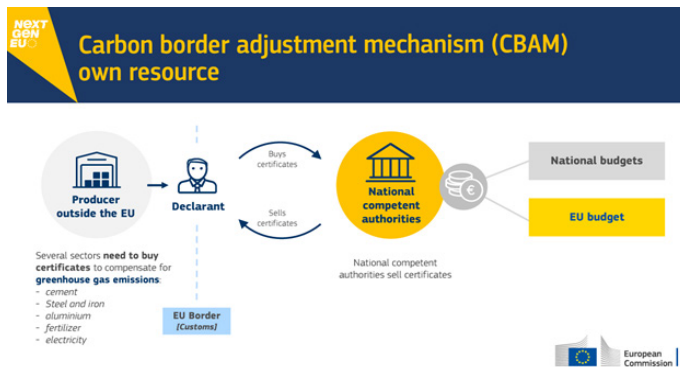 NEXT
GEN
EU
Carbon border adjustment mechanism (CBAM)
own resource
Producer
outside the EU
Declarant
Buys
certificates
Sells
certificates
National
competent
authorities
€
National budgets
EU budget
Several sectors need to buy
certificates to compensate for
greenhouse gas emissions:
- cement
- Steel and iron
- aluminium
- fertilizer
- electricity
EU Border
[Customs]
National competent
authorities sell certificates
European
Commission